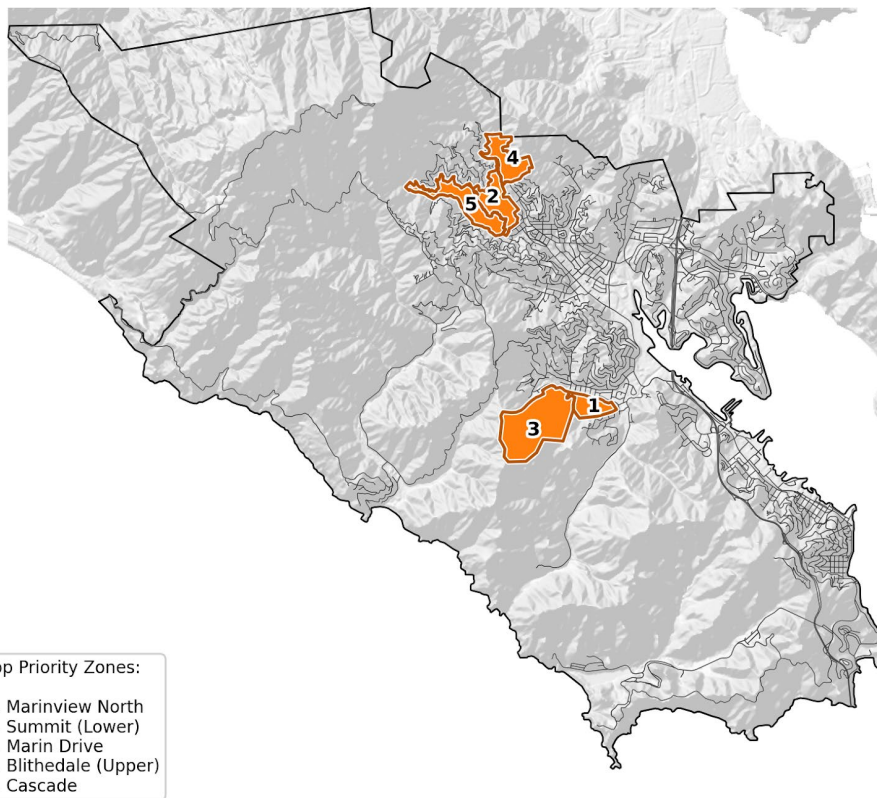 4
2
5
1
3
op Priority Zones:
Marinview North
Summit (Lower)
Marin Drive
Blithedale (Upper)
Cascade